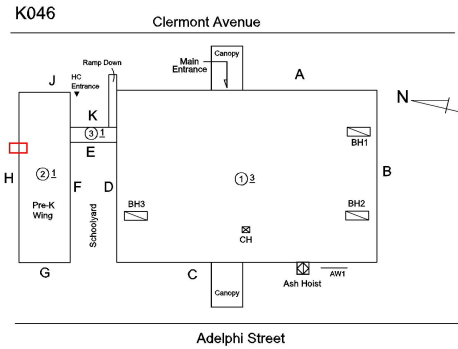 K046
Clermont Avenue
Canopy
Ramp Down
Main
Entrance
A
J
HC
Entrance
N
K
3 1
E
BH1
H
2 1
F
D
1 3
B
Pre-K
Wing
Schoolyard
BH3
BH2
CH
G
C
Canopy
Ash Hoist
AW1
Adelphi Street